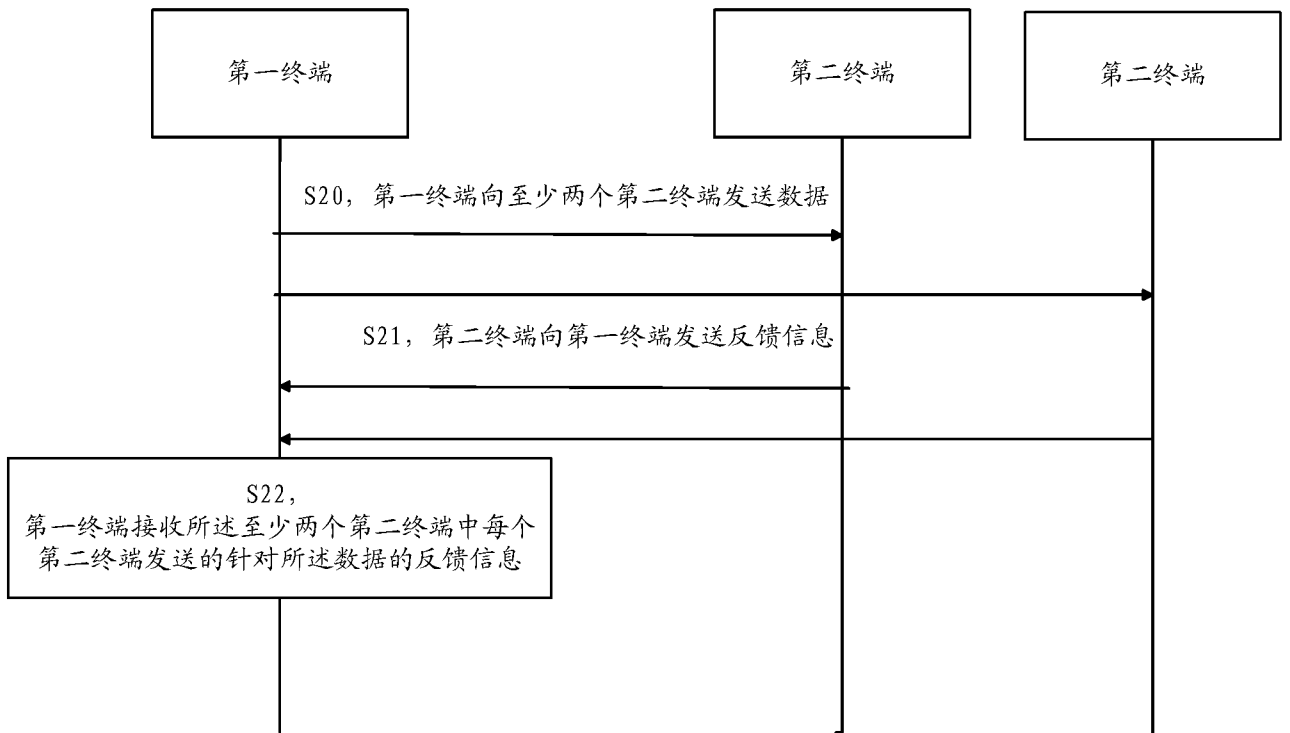 第一终端
第二终端
第二终端
S20，第一终端向至少两个第二终端发送数据
S21，第二终端向第一终端发送反馈信息
S22，
第一终端接收所述至少两个第二终端中每个
第二终端发送的针对所述数据的反馈信息